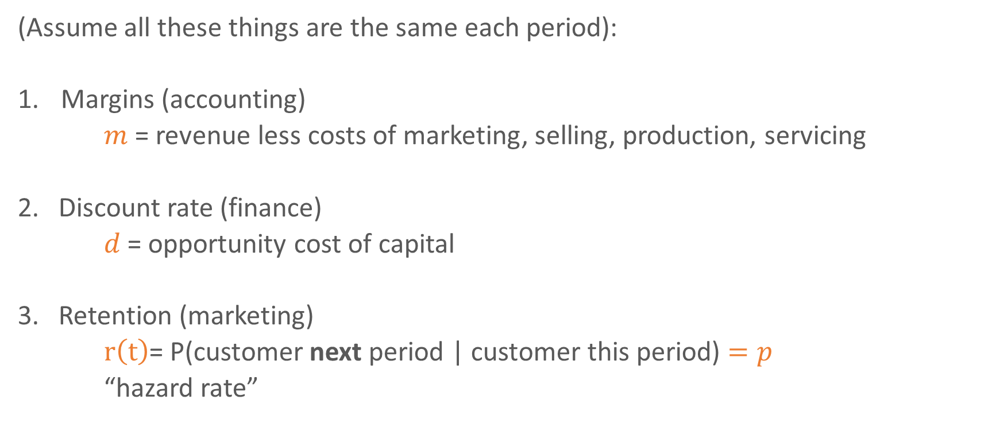 (Assume all these things are the same each period):
1. Margins (accounting)
m = revenue less costs of marketing, selling, production, servicing
2. Discount rate (finance)
d = opportunity cost of capital
3. Retention (marketing)
r(t)= P(customer next period | customer this period) = p
“hazard rate”